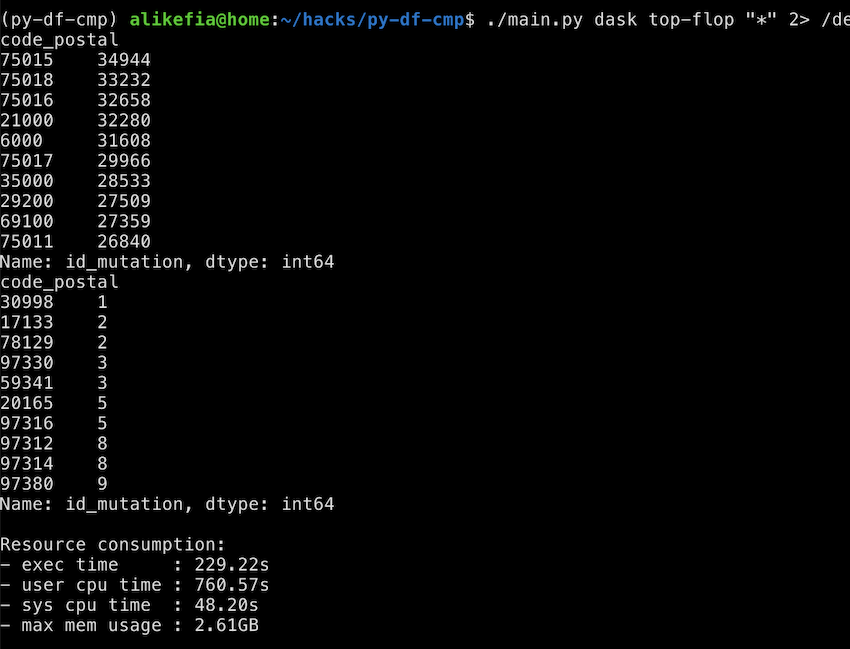 (py-df-cmp) alikefia@home:~/hacks/py-df-cmp$ ./main.py dask top-flop "*" 2> /de
code_postal
75015    34944
75018    33232
75016    32658
21000    32280
6000     31608
75017    29966
35000    28533
29200    27509
69100    27359
75011    26840
Name: id_mutation, dtype: int64
code_postal
30998    1
17133    2
78129    2
97330    3
59341    3
20165    5
97316    5
97312    8
97314    8
97380    9
Name: id_mutation, dtype: int64

Resource consumption:
- exec time     : 229.22s
- user cpu time : 760.57s
- sys cpu time  : 48.20s
- max mem usage : 2.61GB